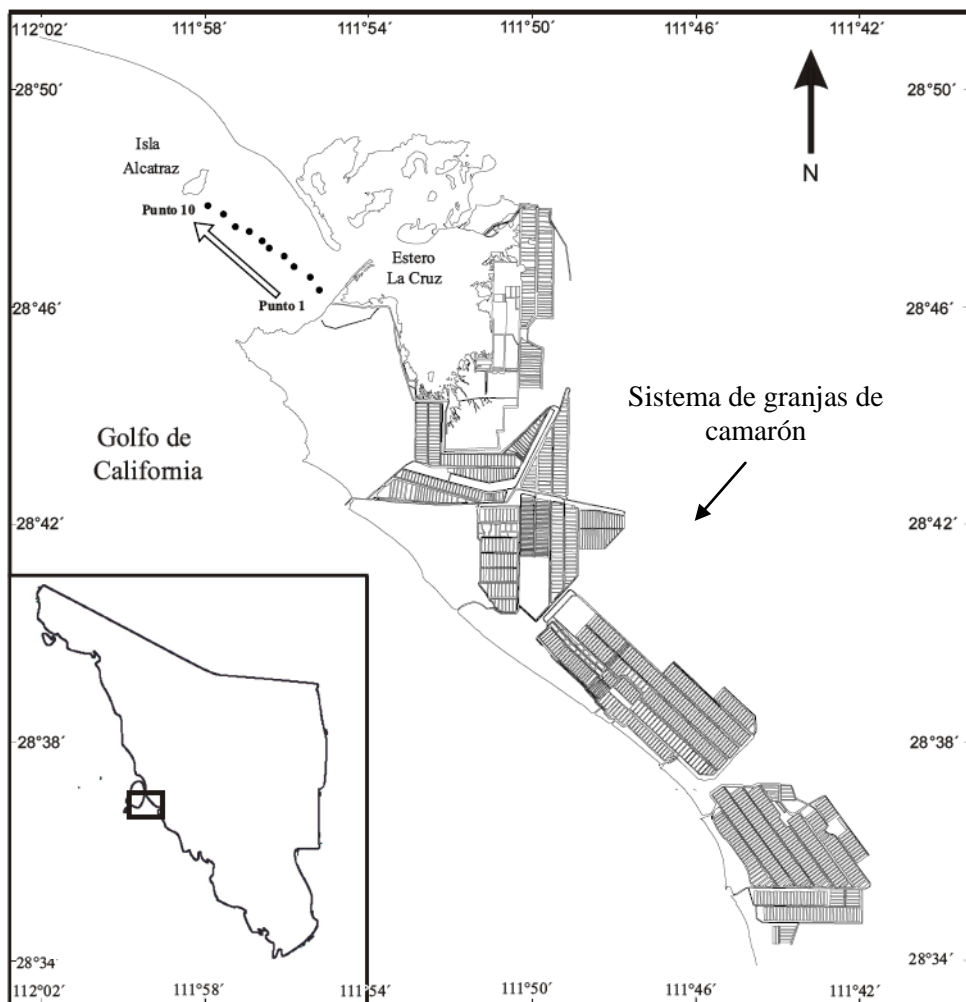 112°02´ 111°58´ 111°54´ 111°50´ 111°46´ 111°42´
28°50´ 28°50´
N
Isla
Alcatraz
Punto 10
Estero
La Cruz
Punto 1
28°46´ 28°46´
Sistema de granjas de
camarón
Golfo de
California
28°42´ 28°42´
28°38´ 28°38´
28°34´ 28°34´
112°02´ 111°58´ 111°54´ 111°50´ 111°46´ 111°42´